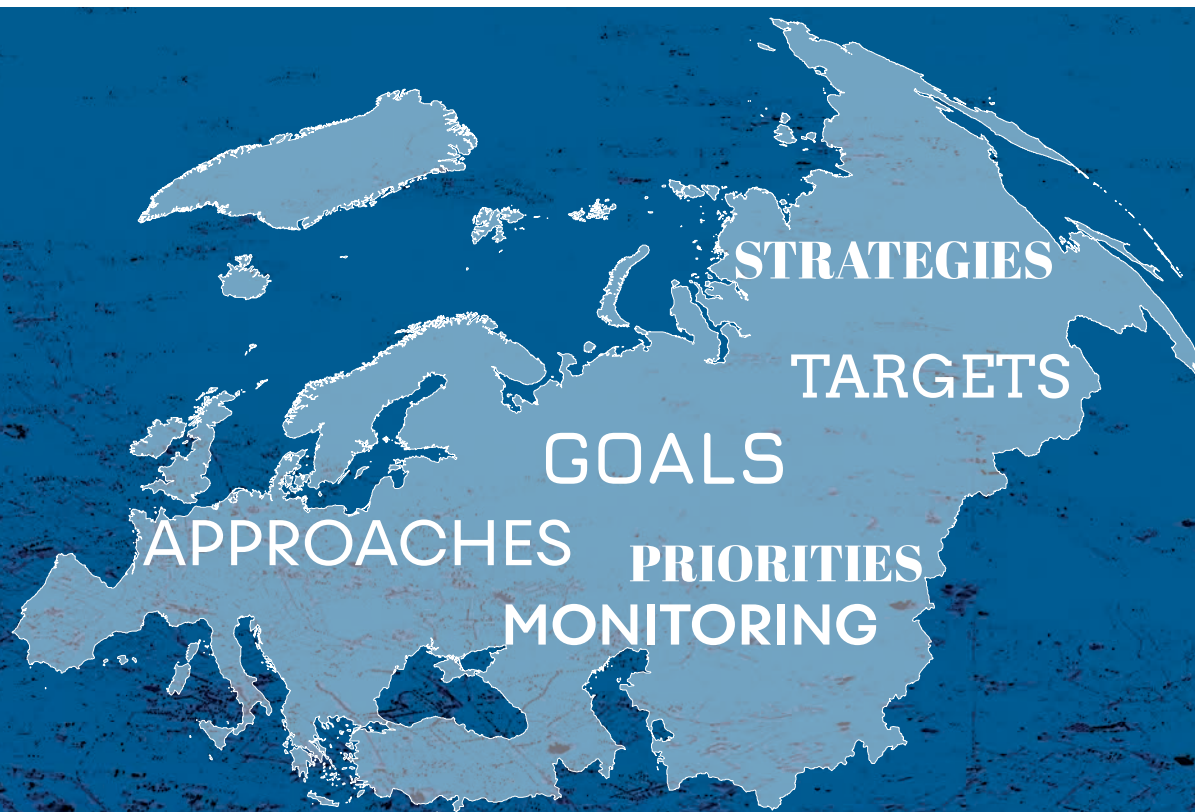 STRATEGIES
TARGETS
GOALS
APPROACHES
PRIORITIES
MONITORING